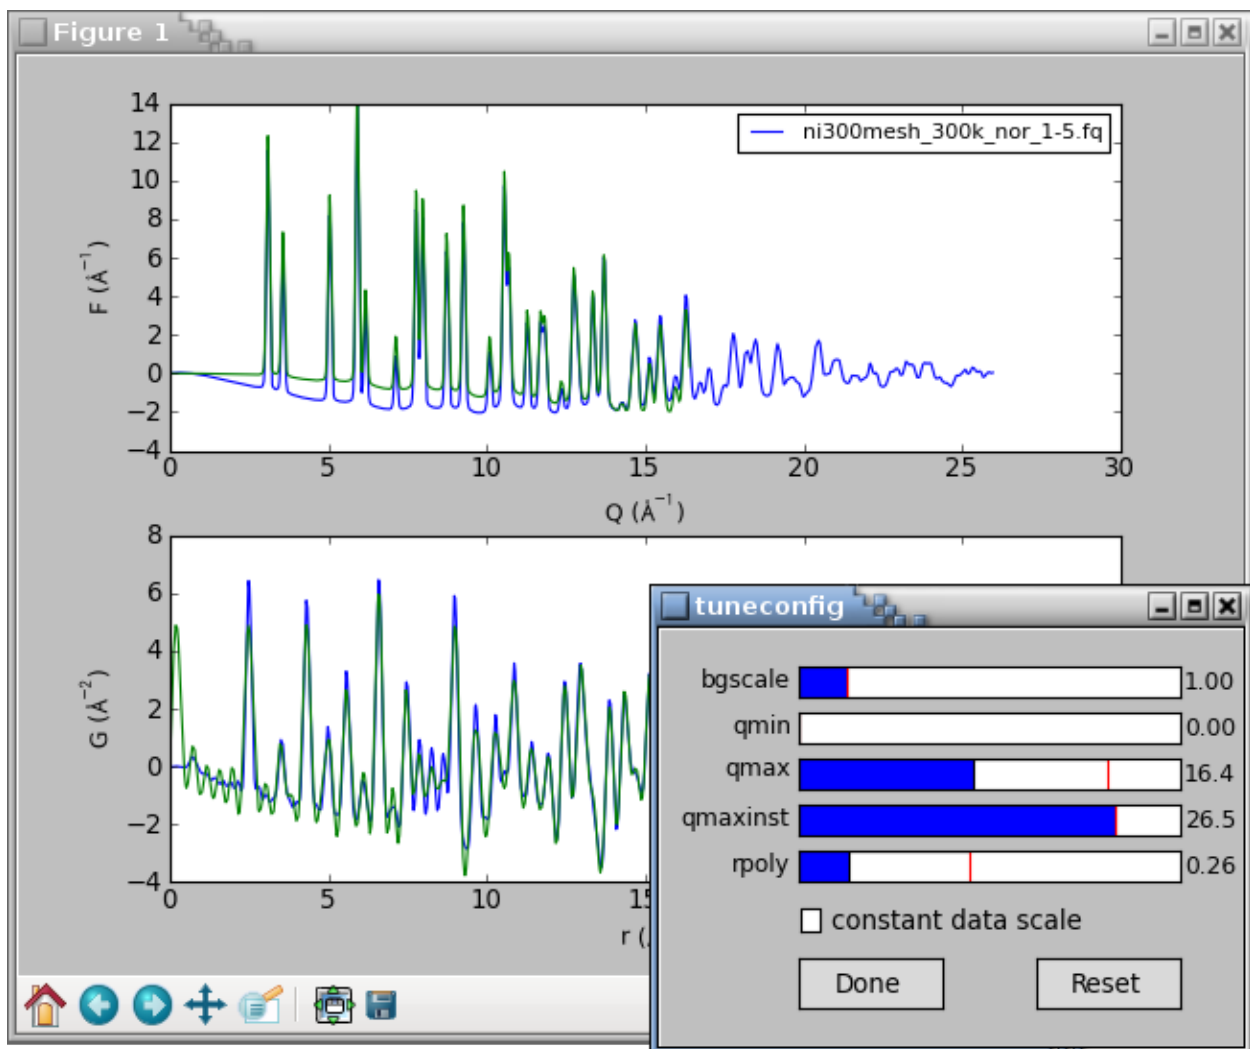 Figure 1
14
12
10
8
6
4
2
0
−2
−4
F (Å⁻¹)
ni300mesh_300k_nor_1-5.fq
0 5 10 15 20 25 30
Q (Å⁻¹)
8
6
4
2
0
−2
−4
G (Å⁻²)
0 5 10 15
r (Å
tuneconfig
bgscale 1.00
qmin 0.00
qmax 16.4
qmaxinst 26.5
rpoly 0.26
constant data scale
Done Reset